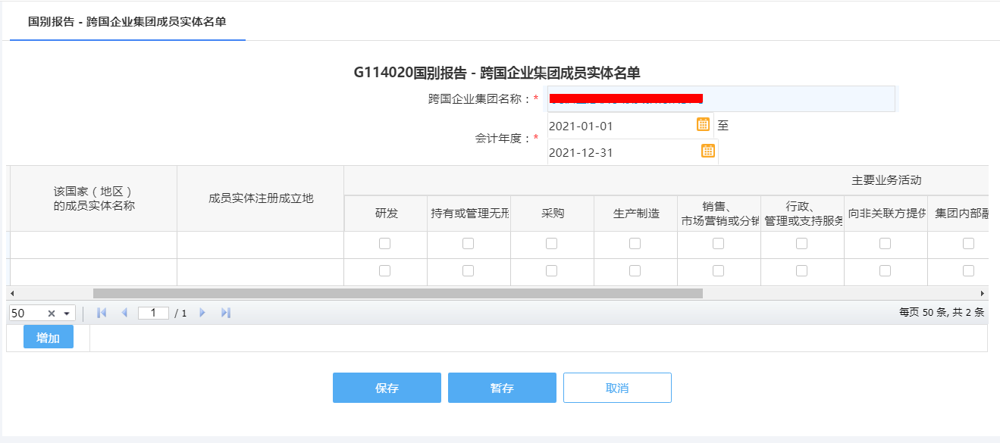 国别报告 - 跨国企业集团成员实体名单
G114020国别报告 - 跨国企业集团成员实体名单
跨国企业集团名称：*
2021-01-01 至
会计年度：*
2021-12-31
主要业务活动
该国家（地区）
的成员实体名称
成员实体注册成立地
研发
持有或管理无形
采购
生产制造
销售、
市场营销或分销
行政、
管理或支持服务
向非关联方提供
集团内部融
50
1 / 1
每页 50 条, 共 2 条
增加
保存 暂存 取消